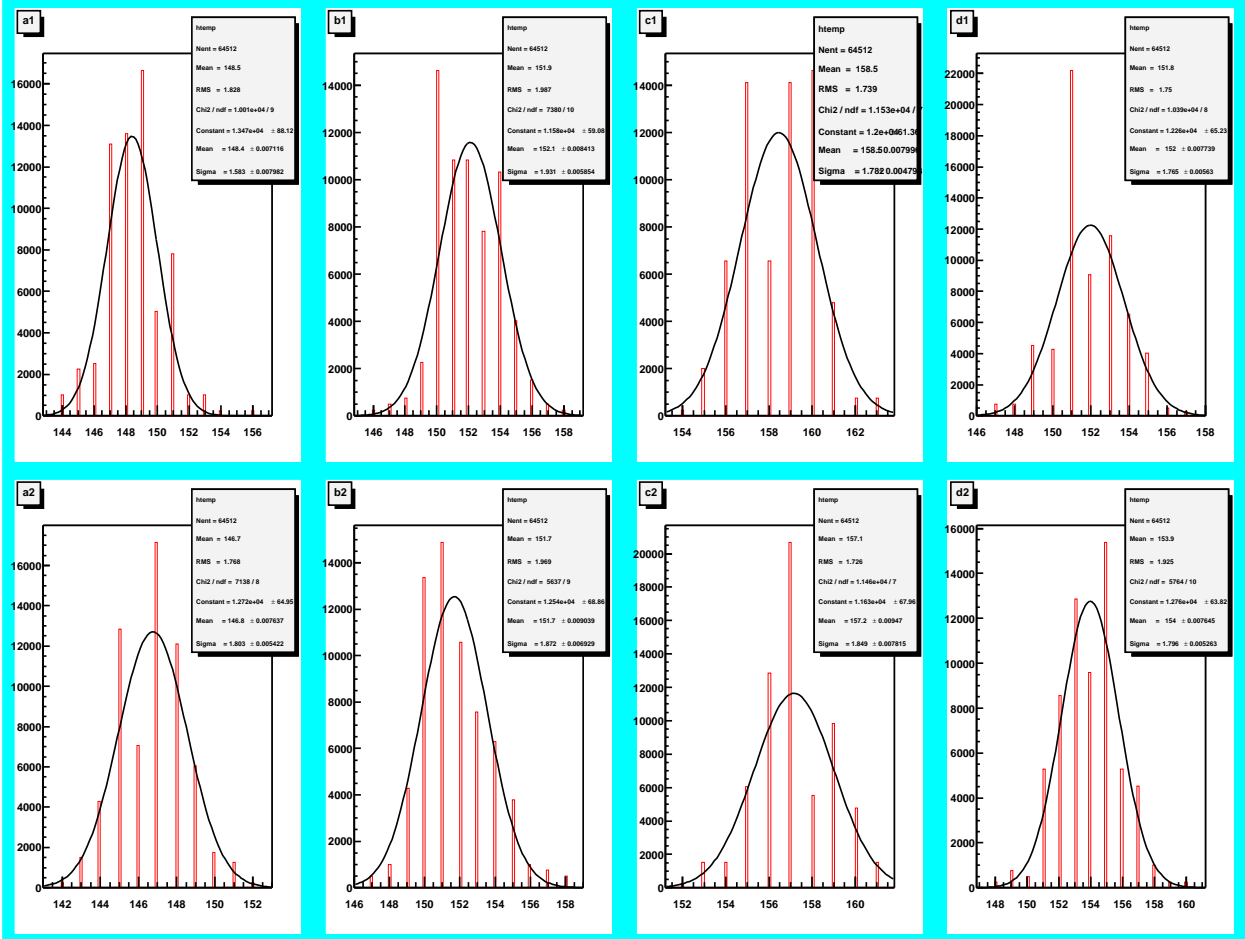 a1
htemp
Nent = 64512
Mean = 148.5
RMS = 1.828
Chi2 / ndf = 1.001e+04 / 9
Constant = 1.347e+04 ± 88.12
Mean = 148.4 ± 0.007116
Sigma = 1.583 ± 0.007982
16000
14000
12000
10000
8000
6000
4000
2000
0
144 146 148 150 152 154 156
b1
htemp
Nent = 64512
Mean = 151.9
RMS = 1.987
Chi2 / ndf = 7380 / 10
Constant = 1.158e+04 ± 59.08
Mean = 152.1 ± 0.008413
Sigma = 1.931 ± 0.005854
14000
12000
10000
8000
6000
4000
2000
0
146 148 150 152 154 156 158
c1
htemp
Nent = 64512
Mean = 158.5
RMS = 1.739
Chi2 / ndf = 1.153e+04 /
Constant = 1.2e+04
Mean = 158.5
Sigma = 1.782
14000
12000
10000
8000
6000
4000
2000
0
154 156 158 160 162
d1
htemp
Nent = 64512
Mean = 151.8
RMS = 1.75
Chi2 / ndf = 1.039e+04 / 8
Constant = 1.226e+04 ± 65.23
Mean = 152 ± 0.007739
Sigma = 1.765 ± 0.00563
22000
20000
18000
16000
14000
12000
10000
8000
6000
4000
2000
0
146 148 150 152 154 156 158
a2
htemp
Nent = 64512
Mean = 146.7
RMS = 1.768
Chi2 / ndf = 7138 / 8
Constant = 1.272e+04 ± 64.95
Mean = 146.8 ± 0.007637
Sigma = 1.803 ± 0.005422
16000
14000
12000
10000
8000
6000
4000
2000
0
142 144 146 148 150 152
b2
htemp
Nent = 64512
Mean = 151.7
RMS = 1.969
Chi2 / ndf = 5637 / 9
Constant = 1.254e+04 ± 68.86
Mean = 151.7 ± 0.009039
Sigma = 1.872 ± 0.006929
14000
12000
10000
8000
6000
4000
2000
0
146 148 150 152 154 156 158
c2
htemp
Nent = 64512
Mean = 157.1
RMS = 1.726
Chi2 / ndf = 1.146e+04 / 7
Constant = 1.163e+04 ± 67.96
Mean = 157.2 ± 0.00947
Sigma = 1.849 ± 0.007815
20000
18000
16000
14000
12000
10000
8000
6000
4000
2000
0
152 154 156 158 160
d2
htemp
Nent = 64512
Mean = 153.9
RMS = 1.925
Chi2 / ndf = 5764 / 10
Constant = 1.276e+04 ± 63.82
Mean = 154 ± 0.007645
Sigma = 1.796 ± 0.005263
16000
14000
12000
10000
8000
6000
4000
2000
0
148 150 152 154 156 158 160